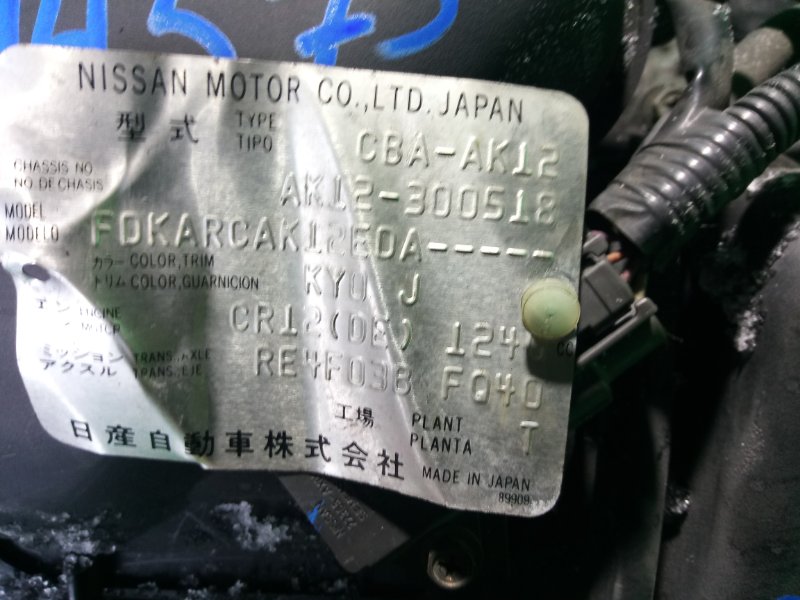 NISSAN MOTOR CO.,LTD. JAPAN
型式 TYPE TIPO CBA-AK12
CHASSIS NO
NO.DE CHASIS AK12-300518
MODEL
MODELO FDKARCAK12EDA-----
カラー COLOR,TRIM
トリム COLOR,GUARNICION KY0 J
エンジン ENGINE
MOTOR CR12(DE) 1240 CC
ミッション TRANS.,AXLE
アクスル TRANS.,EJE RE4F03B FQ40
工場 PLANT
PLANTA T
日産自動車株式会社 MADE IN JAPAN
89909